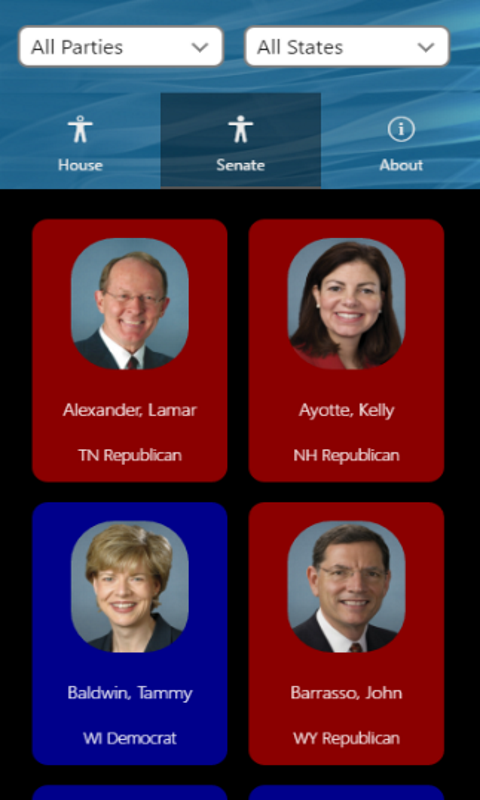 All Parties
All States
House
Senate
About
Alexander, Lamar
TN Republican
Ayotte, Kelly
NH Republican
Baldwin, Tammy
WI Democrat
Barrasso, John
WY Republican